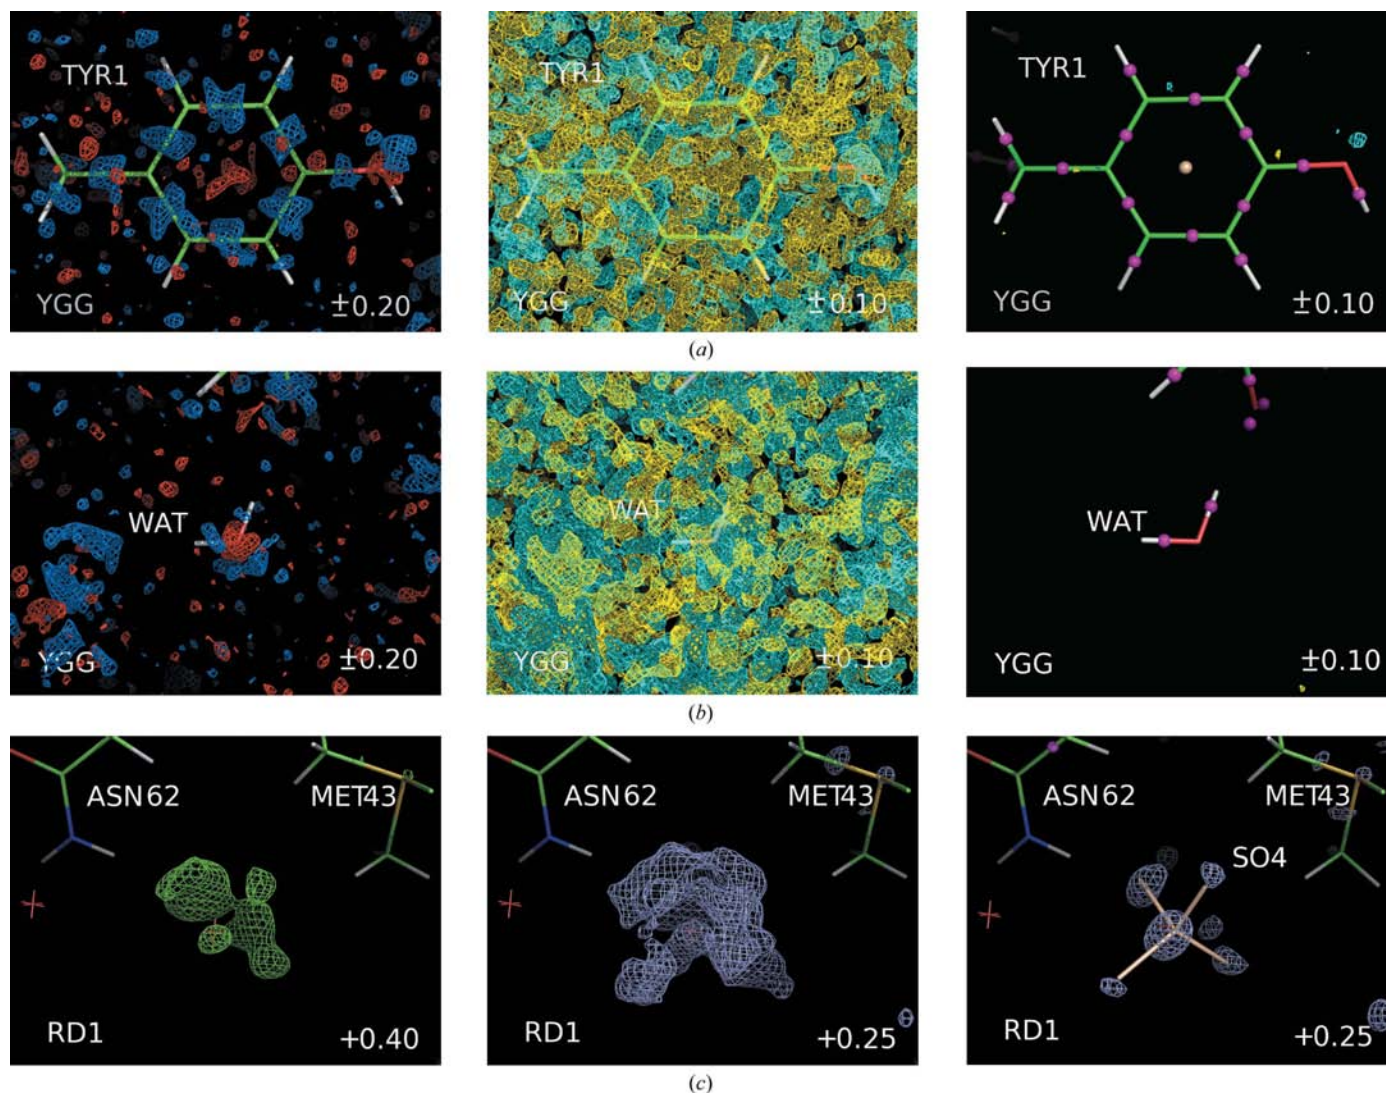 TYR1 TYR1 TYR1
YGG ±0.20 YGG ±0.10 YGG ±0.10
(a)
WAT WAT WAT
YGG ±0.20 YGG ±0.10 YGG ±0.10
(b)
ASN62 MET43 ASN62 MET43 ASN62 MET43
SO4
RD1 +0.40 RD1 +0.25 RD1 +0.25
(c)